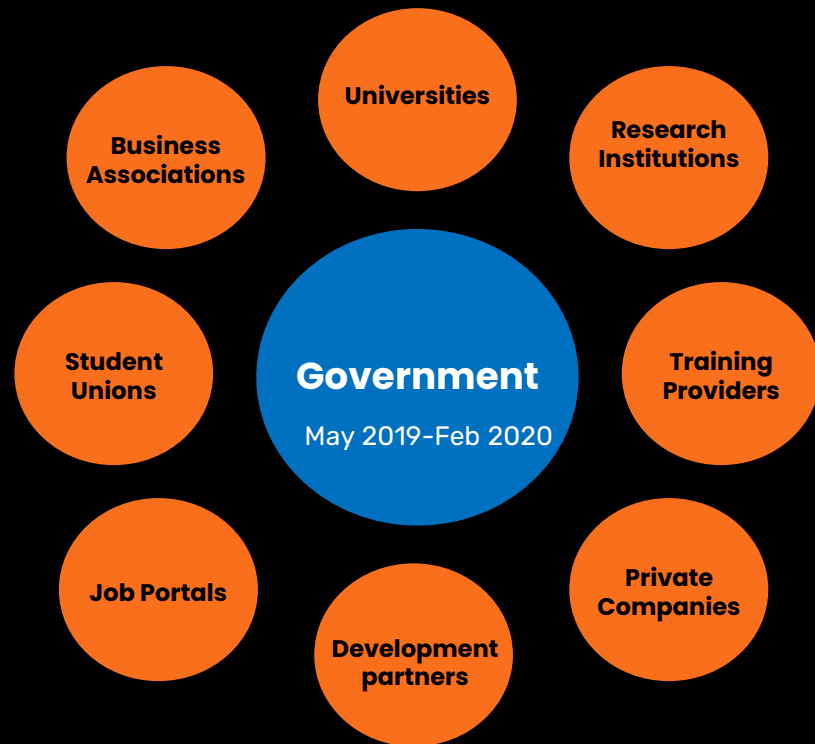 Universities
Business
Associations
Research
Institutions
Student
Unions
Government
May 2019-Feb 2020
Training
Providers
Job Portals
Private
Companies
Development
partners